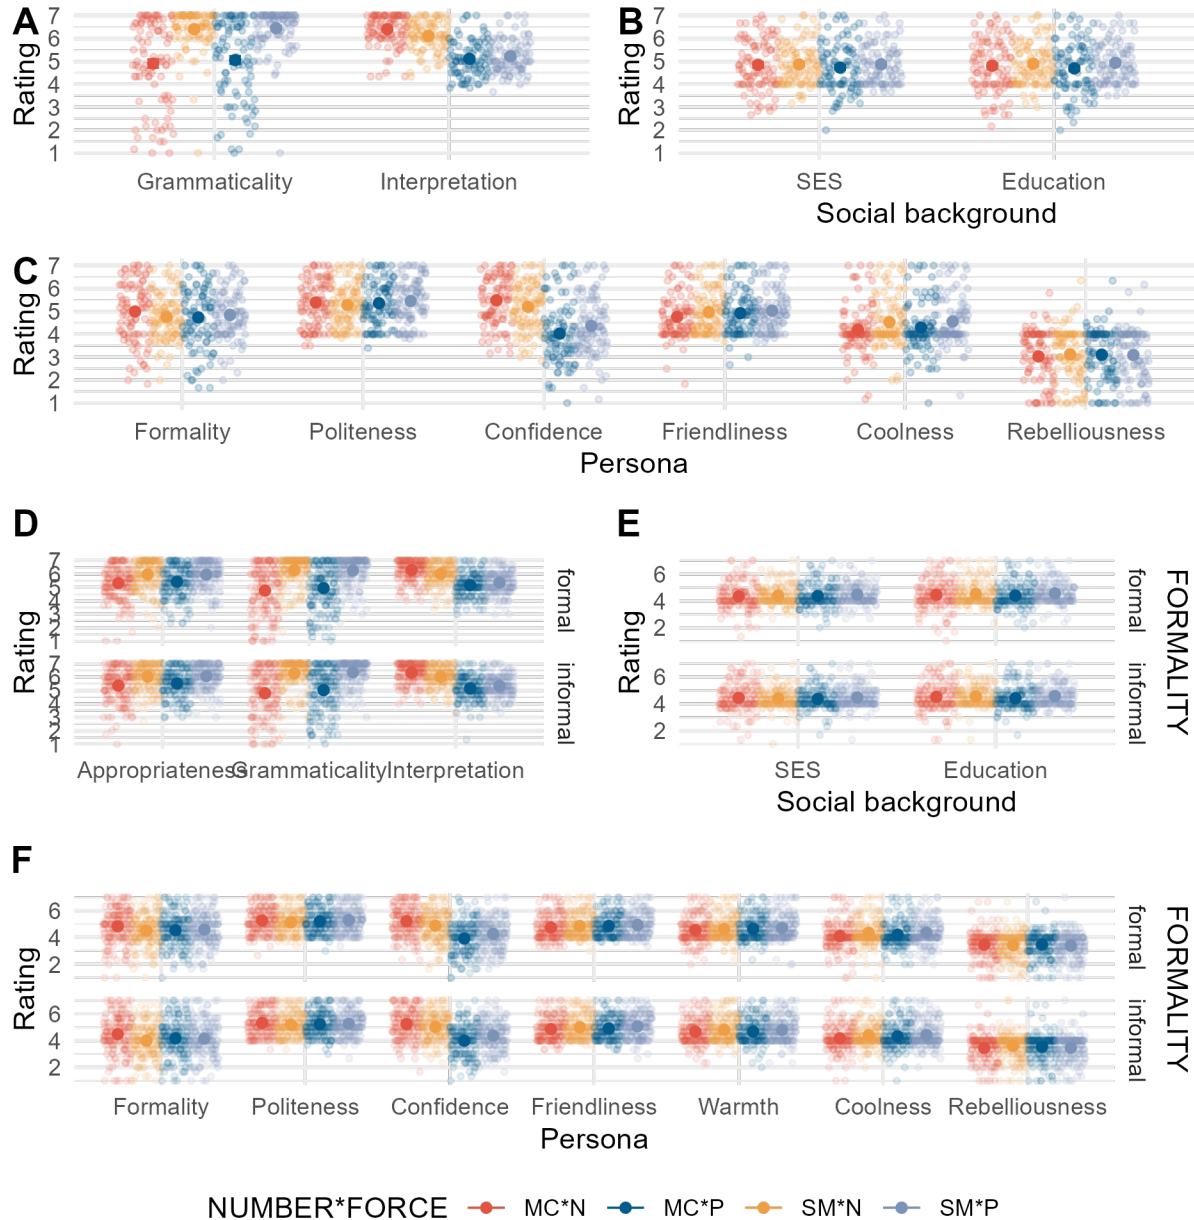 A
B
Rating
7
6
5
4
3
2
1
Grammaticality
Interpretation
Rating
7
6
5
4
3
2
1
SES
Education
Social background
C
Rating
7
6
5
4
3
2
1
Formality
Politeness
Confidence
Friendliness
Coolness
Rebelliousness
Persona
D
Rating
7
6
5
4
3
2
1
formal
7
6
5
4
3
2
1
informal
Appropriateness
Grammaticality
Interpretation
E
Rating
6
4
2
formal
6
4
2
informal
FORMALITY
SES
Education
Social background
F
Rating
6
4
2
formal
6
4
2
informal
FORMALITY
Formality
Politeness
Confidence
Friendliness
Warmth
Coolness
Rebelliousness
Persona
NUMBER*FORCE MC*N MC*P SM*N SM*P